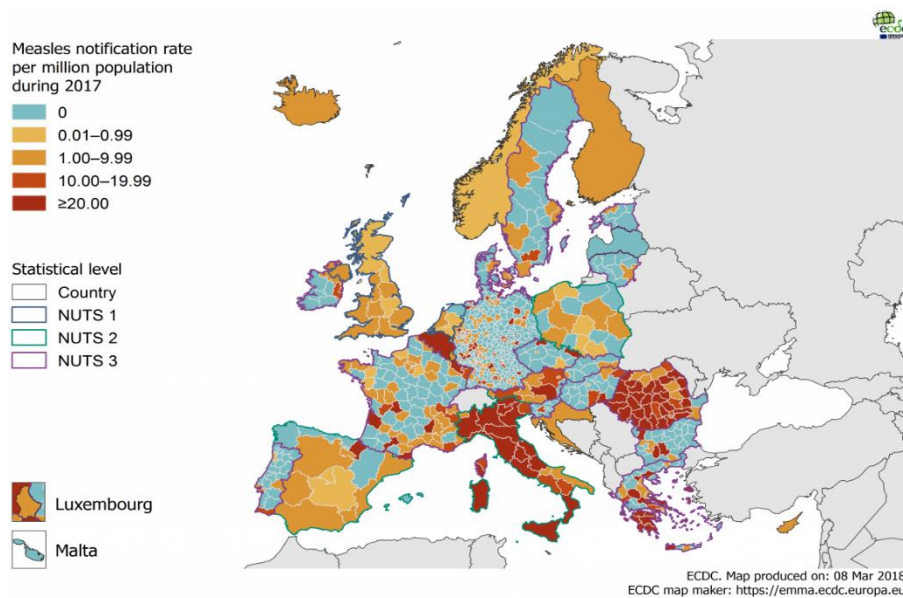 ecdc
Measles notification rate
per million population
during 2017
0
0.01–0.99
1.00–9.99
10.00–19.99
≥20.00
Statistical level
Country
NUTS 1
NUTS 2
NUTS 3
Luxembourg
Malta
ECDC. Map produced on: 08 Mar 2018
ECDC map maker: https://emma.ecdc.europa.eu